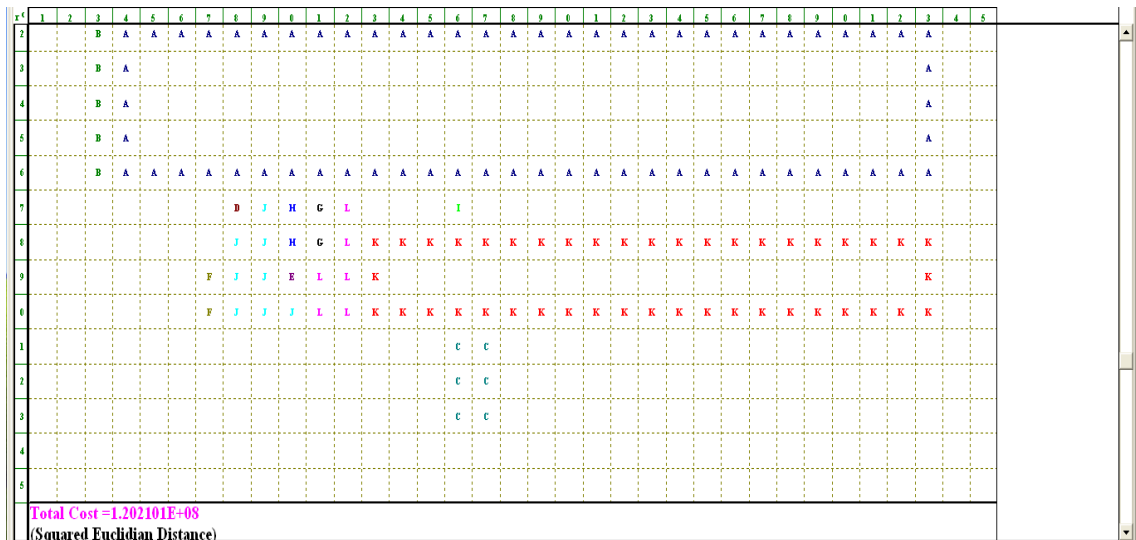 r c 1 2 3 4 5 6 7 8 9 0 1 2 3 4 5 6 7 8 9 0 1 2 3 4 5 6 7 8 9 0 1 2 3 4 5
2 B A A A A A A A A A A A A A A A A A A A A A A A A A A A A A A
3 B A A
4 B A A
5 B A A
6 B A A A A A A A A A A A A A A A A A A A A A A A A A A A A A A
7 D J H G L I
8 J J H G L K K K K K K K K K K K K K K K K K K K K K
9 F J J E L L K K
0 F J J J L L K K K K K K K K K K K K K K K K K K K K K
1 C C
2 C C
3 C C
4
5
Total Cost =1.202101E+08
(Squared Euclidian Distance)